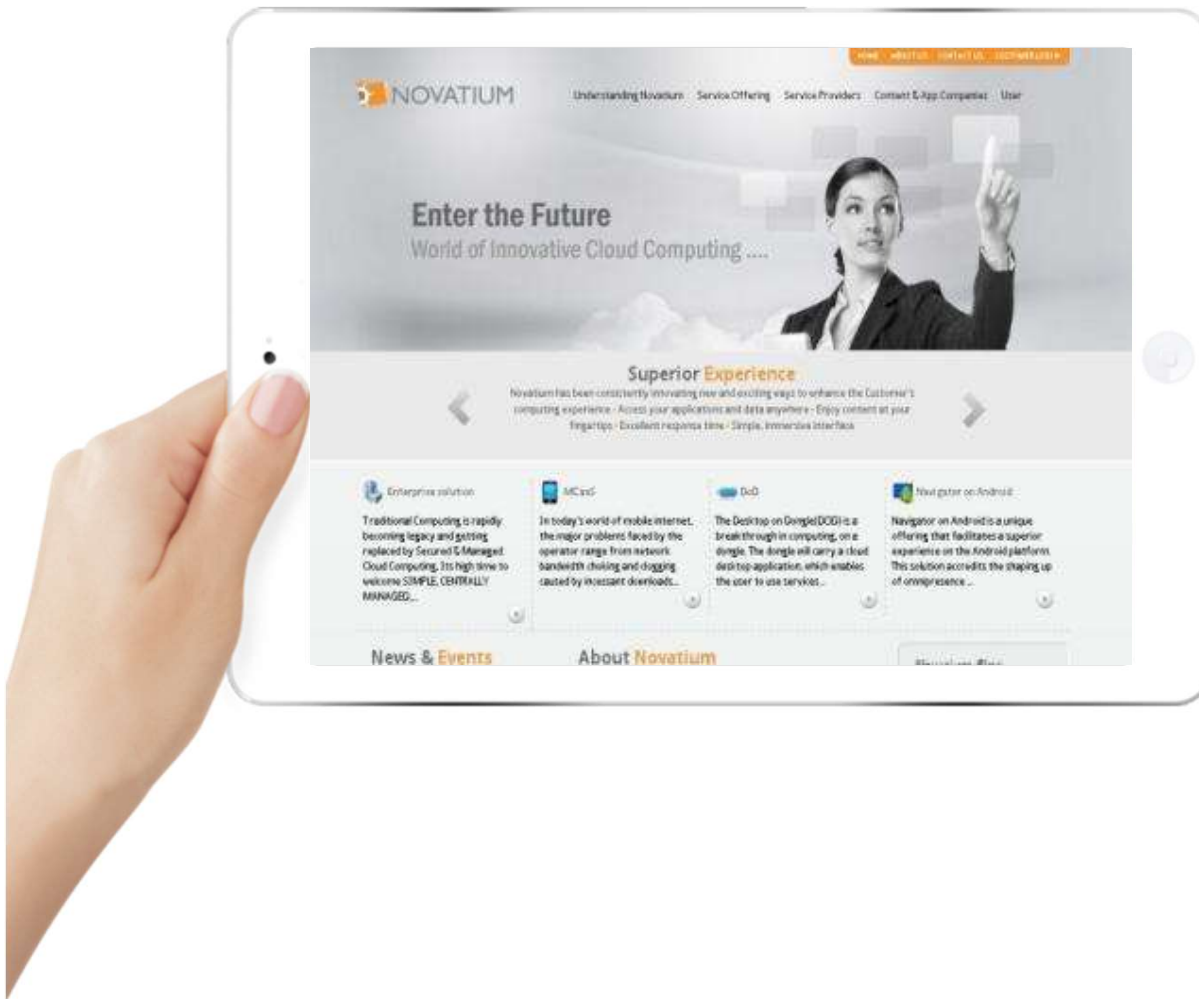 HOME ABOUT US CONTACT US CUSTOMER LOGIN
NOVATIUM
Understanding Novatium Service Offering Service Providers Content & App Companies User
Enter the Future
World of Innovative Cloud Computing ....
Superior Experience
Novatium has been consistently innovating new and exciting ways to enhance the Customer's
computing experience - Access your applications and data anywhere - Enjoy content at your
fingertips - Excellent response time - Simple, immersive interface
Enterprise solution
Traditional Computing is rapidly
becoming legacy and getting
replaced by Secured & Managed
Cloud Computing. Its high time to
welcome SIMPLE, CENTRALLY
MANAGED...
MCaaS
In today's world of mobile internet,
the major problems faced by the
operator range from network
bandwidth choking and clogging
caused by incessant downloads...
DoD
The Desktop on Dongle(DOD) is a
break through in computing, on a
dongle. The dongle will carry a cloud
desktop application, which enables
the user to use services...
Navigator on Android
Navigator on Android is a unique
offering that facilitates a superior
experience on the Android platform.
This solution accredits the shaping up
of omnipresence ...
News & Events
About Novatium